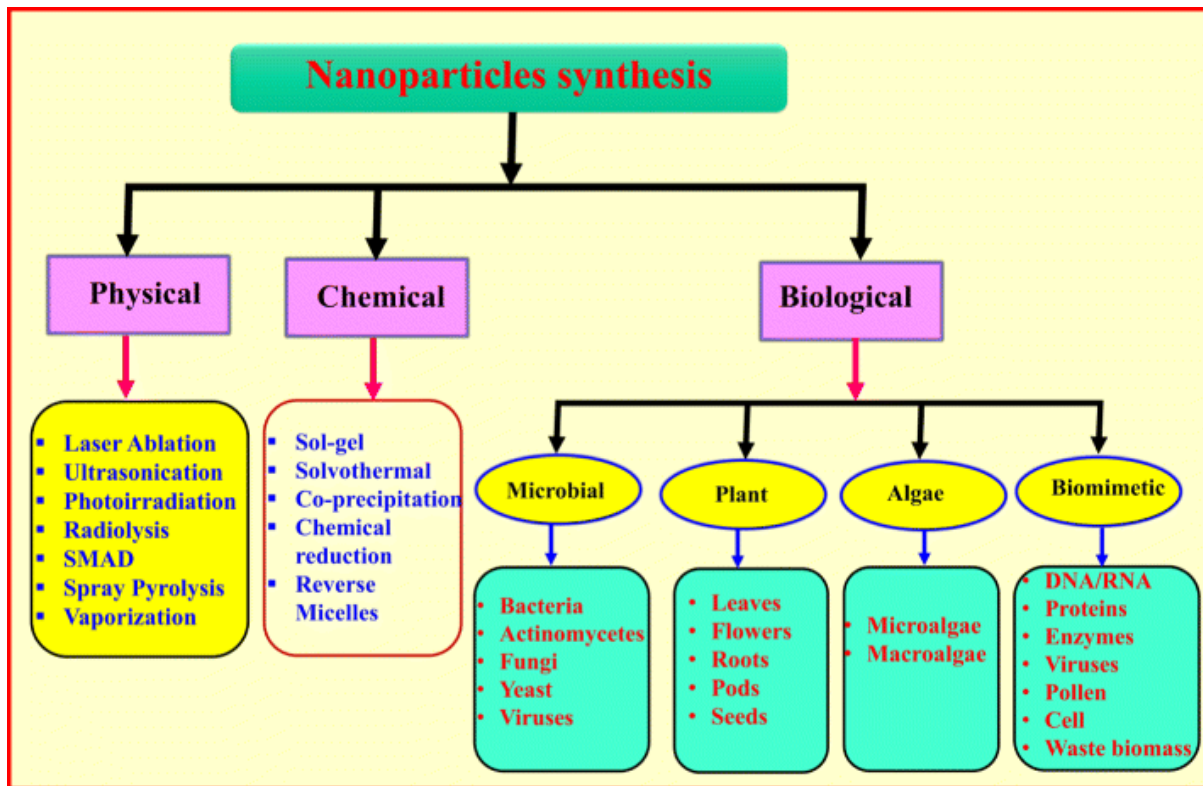 Nanoparticles synthesis
Physical
Chemical
Biological
▪ Laser Ablation
▪ Ultrasonication
▪ Photoirradiation
▪ Radiolysis
▪ SMAD
▪ Spray Pyrolysis
▪ Vaporization
▪ Sol-gel
▪ Solvothermal
▪ Co-precipitation
▪ Chemical
reduction
▪ Reverse
Micelles
Microbial
Plant
Algae
Biomimetic
• Bacteria
• Actinomycetes
• Fungi
• Yeast
• Viruses
• Leaves
• Flowers
• Roots
• Pods
• Seeds
• Microalgae
• Macroalgae
• DNA/RNA
• Proteins
• Enzymes
• Viruses
• Pollen
• Cell
• Waste biomass